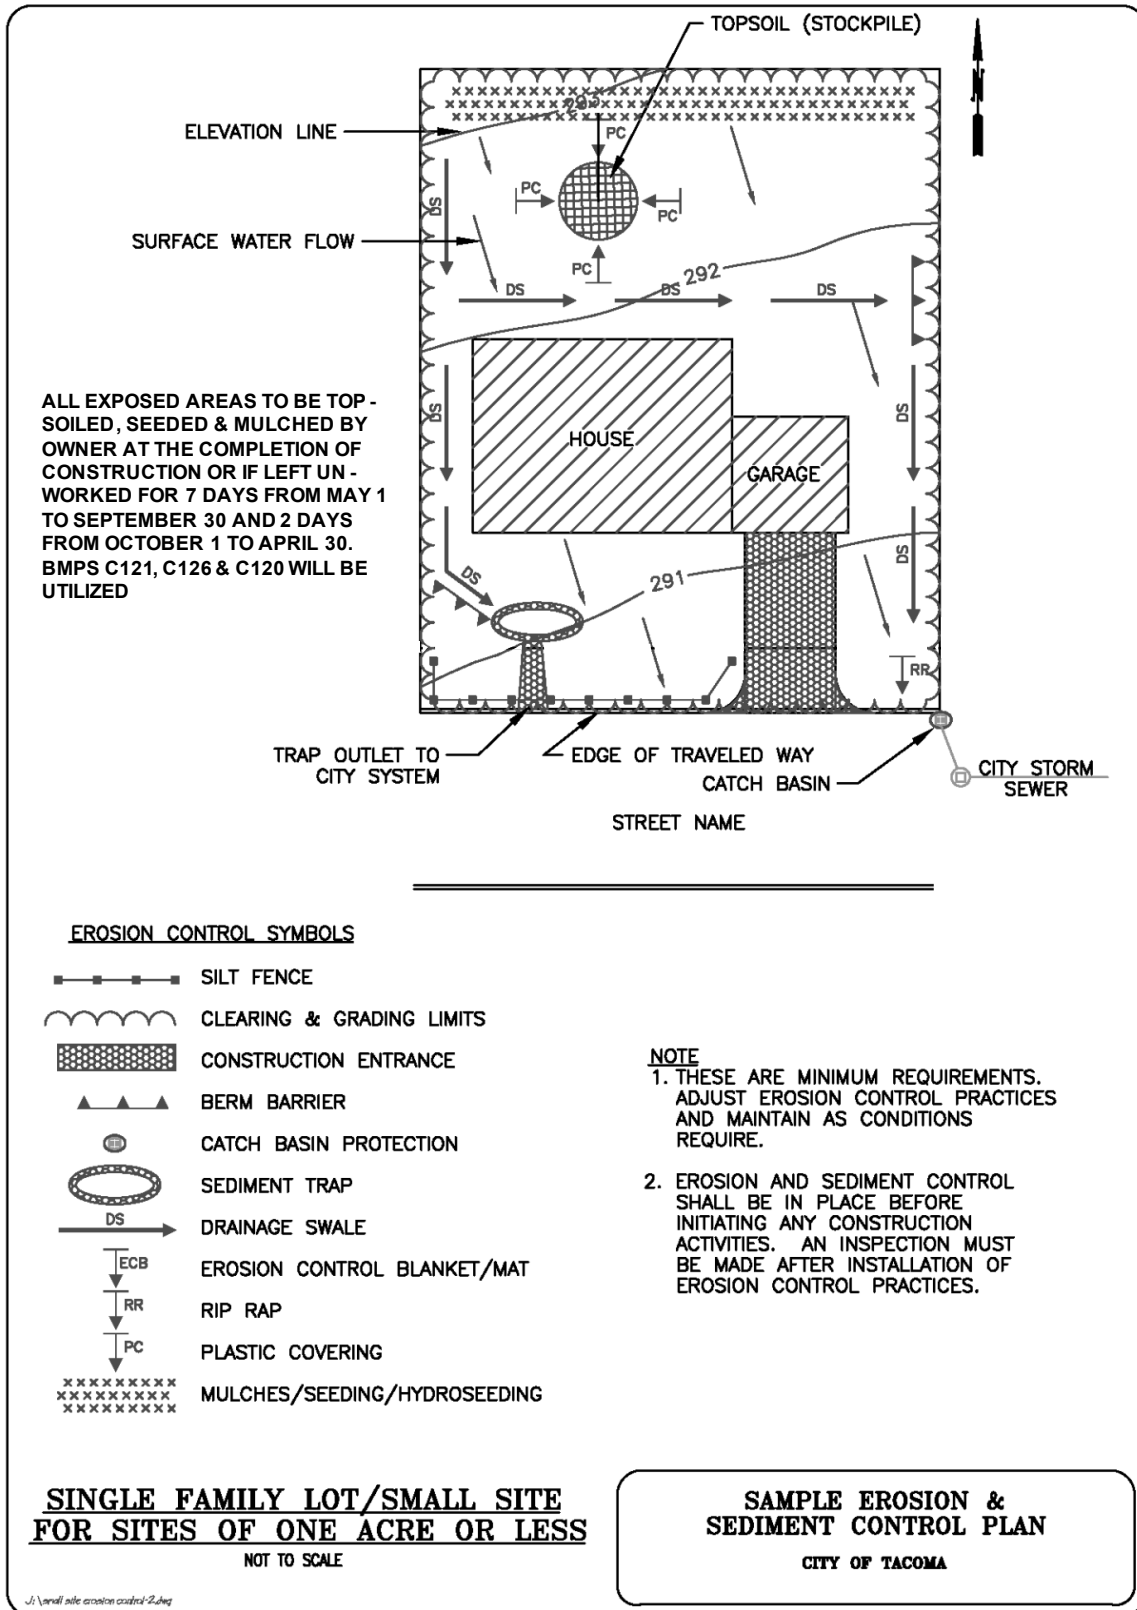 TOPSOIL (STOCKPILE)
N
293
ELEVATION LINE
PC
PC
PC
DS
SURFACE WATER FLOW
PC
292
DS
DS
DS
ALL EXPOSED AREAS TO BE TOP -
SOILED, SEEDED & MULCHED BY
OWNER AT THE COMPLETION OF
CONSTRUCTION OR IF LEFT UN -
WORKED FOR 7 DAYS FROM MAY 1
TO SEPTEMBER 30 AND 2 DAYS
FROM OCTOBER 1 TO APRIL 30.
BMPS C121, C126 & C120 WILL BE
UTILIZED
DS
DS
HOUSE
GARAGE
DS
DS
291
RR
TRAP OUTLET TO
CITY SYSTEM
EDGE OF TRAVELED WAY
CATCH BASIN
CITY STORM
SEWER
STREET NAME
EROSION CONTROL SYMBOLS
SILT FENCE
CLEARING & GRADING LIMITS
CONSTRUCTION ENTRANCE
BERM BARRIER
CATCH BASIN PROTECTION
SEDIMENT TRAP
DS
DRAINAGE SWALE
ECB
EROSION CONTROL BLANKET/MAT
RR
RIP RAP
PC
PLASTIC COVERING
MULCHES/SEEDING/HYDROSEEDING
NOTE
1. THESE ARE MINIMUM REQUIREMENTS.
ADJUST EROSION CONTROL PRACTICES
AND MAINTAIN AS CONDITIONS
REQUIRE.
2. EROSION AND SEDIMENT CONTROL
SHALL BE IN PLACE BEFORE
INITIATING ANY CONSTRUCTION
ACTIVITIES. AN INSPECTION MUST
BE MADE AFTER INSTALLATION OF
EROSION CONTROL PRACTICES.
SINGLE FAMILY LOT/SMALL SITE
FOR SITES OF ONE ACRE OR LESS
NOT TO SCALE
SAMPLE EROSION &
SEDIMENT CONTROL PLAN
CITY OF TACOMA
J:\small site erosion control-2.dwg